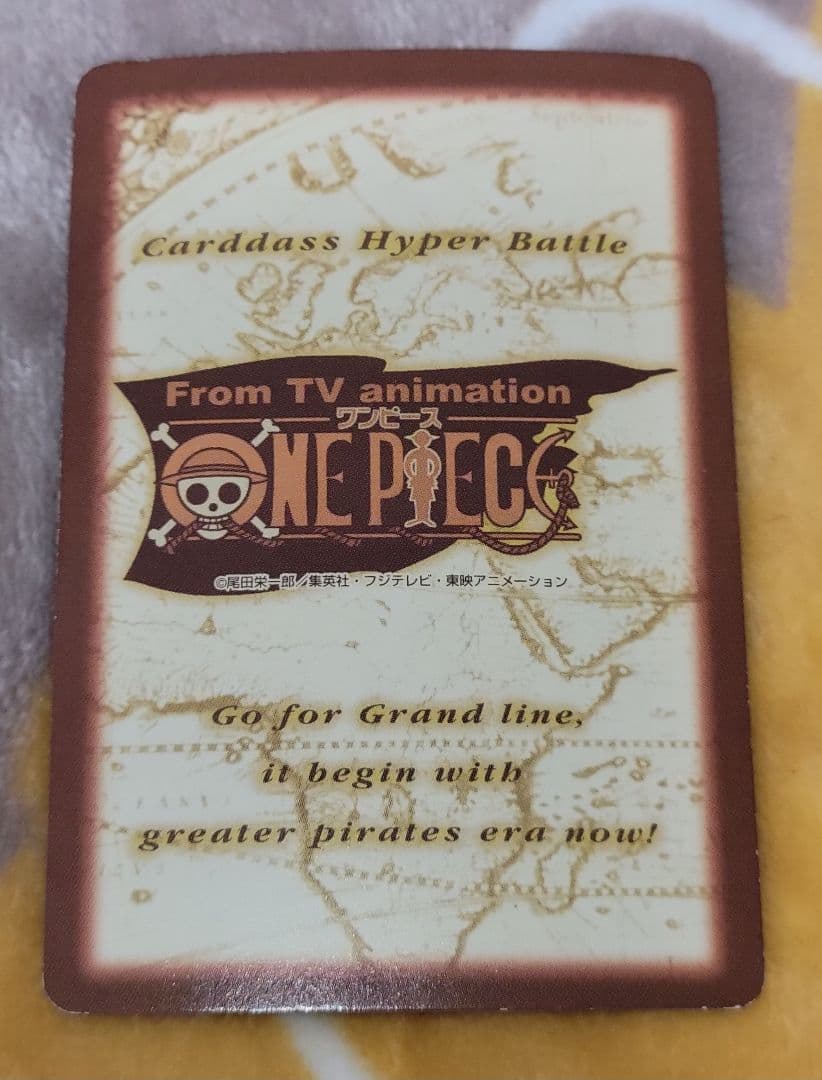 Carddass Hyper Battle
From TV animation
ワンピース
ONE PIECE
©尾田栄一郎／集英社・フジテレビ・東映アニメーション
Go for Grand line,
it begin with
greater pirates era now!